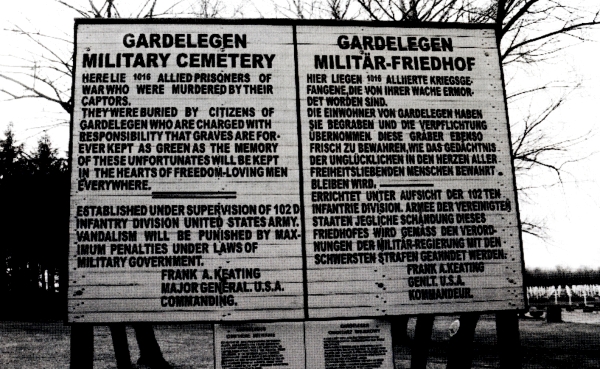 GARDELEGEN
MILITARY CEMETERY
HERE LIE 1016 ALLIED PRISONERS OF
WAR WHO WERE MURDERED BY THEIR
CAPTORS.
THEY WERE BURIED BY CITIZENS OF
GARDELEGEN WHO ARE CHARGED WITH
RESPONSIBILITY THAT GRAVES ARE FOR-
EVER KEPT AS GREEN AS THE MEMORY
OF THESE UNFORTUNATES WILL BE KEPT
IN THE HEARTS OF FREEDOM-LOVING MEN
EVERYWHERE.
ESTABLISHED UNDER SUPERVISION OF 102D
INFANTRY DIVISION UNITED STATES ARMY.
VANDALISM WILL BE PUNISHED BY MAX-
IMUM PENALTIES UNDER LAWS OF
MILITARY GOVERNMENT.
FRANK A. KEATING
MAJOR GENERAL. U.S.A.
COMMANDING.
GARDELEGEN
MILITÄR-FRIEDHOF
HIER LIEGEN 1016 ALLIIERTE KRIEGSGE-
FANGENE, DIE VON IHRER WACHE ERMOR-
DET WORDEN SIND.
DIE EINWOHNER VON GARDELEGEN HABEN
SIE BEGRABEN UND DIE VERPFLICHTUNG
ÜBERNOMMEN DIESE GRÄBER EBENSO
FRISCH ZU BEWAHREN, WIE DAS GEDÄCHTNIS
DER UNGLÜCKLICHEN IN DEN HERZEN ALLER
FREIHEITSLIEBENDEN MENSCHEN BEWAHRT
BLEIBEN WIRD.
ERRICHTET UNTER AUFSICHT DER 102TEN
INFANTRIE DIVISION. ARMEE DER VEREINIGTEN
STAATEN JEGLICHE SCHÄNDUNG DIESES
FRIEDHOFES WIRD GEMÄSS DEN VERORD-
NUNGEN DER MILITÄR-REGIERUNG MIT DEN
SCHWERSTEN STRAFEN GEAHNDET WERDEN.
FRANK A. KEATING
GENLT. U.S.A.
KOMMANDEUR.
GARDELEGEN
GARDELEGEN